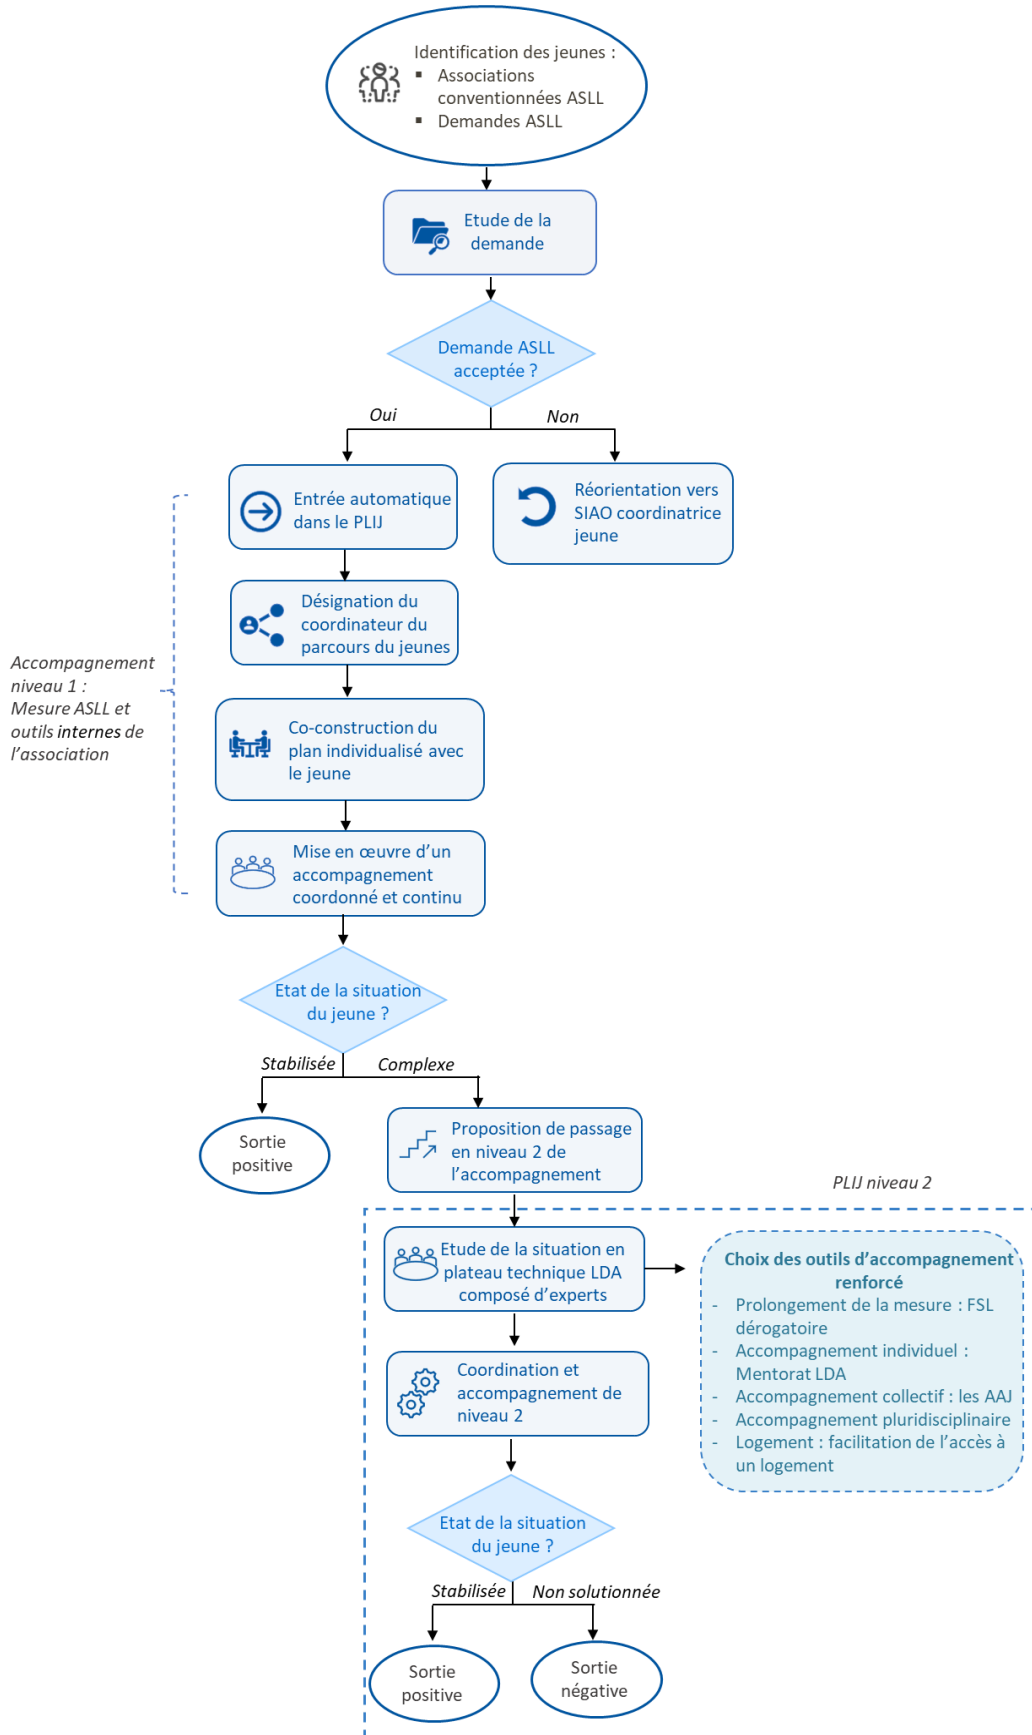 Identification des jeunes :
▪ Associations
conventionnées ASLL
▪ Demandes ASLL
Etude de la
demande
Demande ASLL
acceptée ?
Oui
Non
Entrée automatique
dans le PLIJ
Réorientation vers
SIAO coordinatrice
jeune
Désignation du
coordinateur du
parcours du jeunes
Accompagnement
niveau 1 :
Mesure ASLL et
outils internes de
l’association
Co-construction du
plan individualisé avec
le jeune
Mise en œuvre d’un
accompagnement
coordonné et continu
Etat de la situation
du jeune ?
Stabilisée
Complexe
Sortie
positive
Proposition de passage
en niveau 2 de
l’accompagnement
PLIJ niveau 2
Etude de la situation en
plateau technique LDA
composé d’experts
Choix des outils d’accompagnement
renforcé
- Prolongement de la mesure : FSL
dérogatoire
- Accompagnement individuel :
Mentorat LDA
- Accompagnement collectif : les AAJ
- Accompagnement pluridisciplinaire
- Logement : facilitation de l’accès à
un logement
Coordination et
accompagnement de
niveau 2
Etat de la situation
du jeune ?
Stabilisée
Non solutionnée
Sortie
positive
Sortie
négative